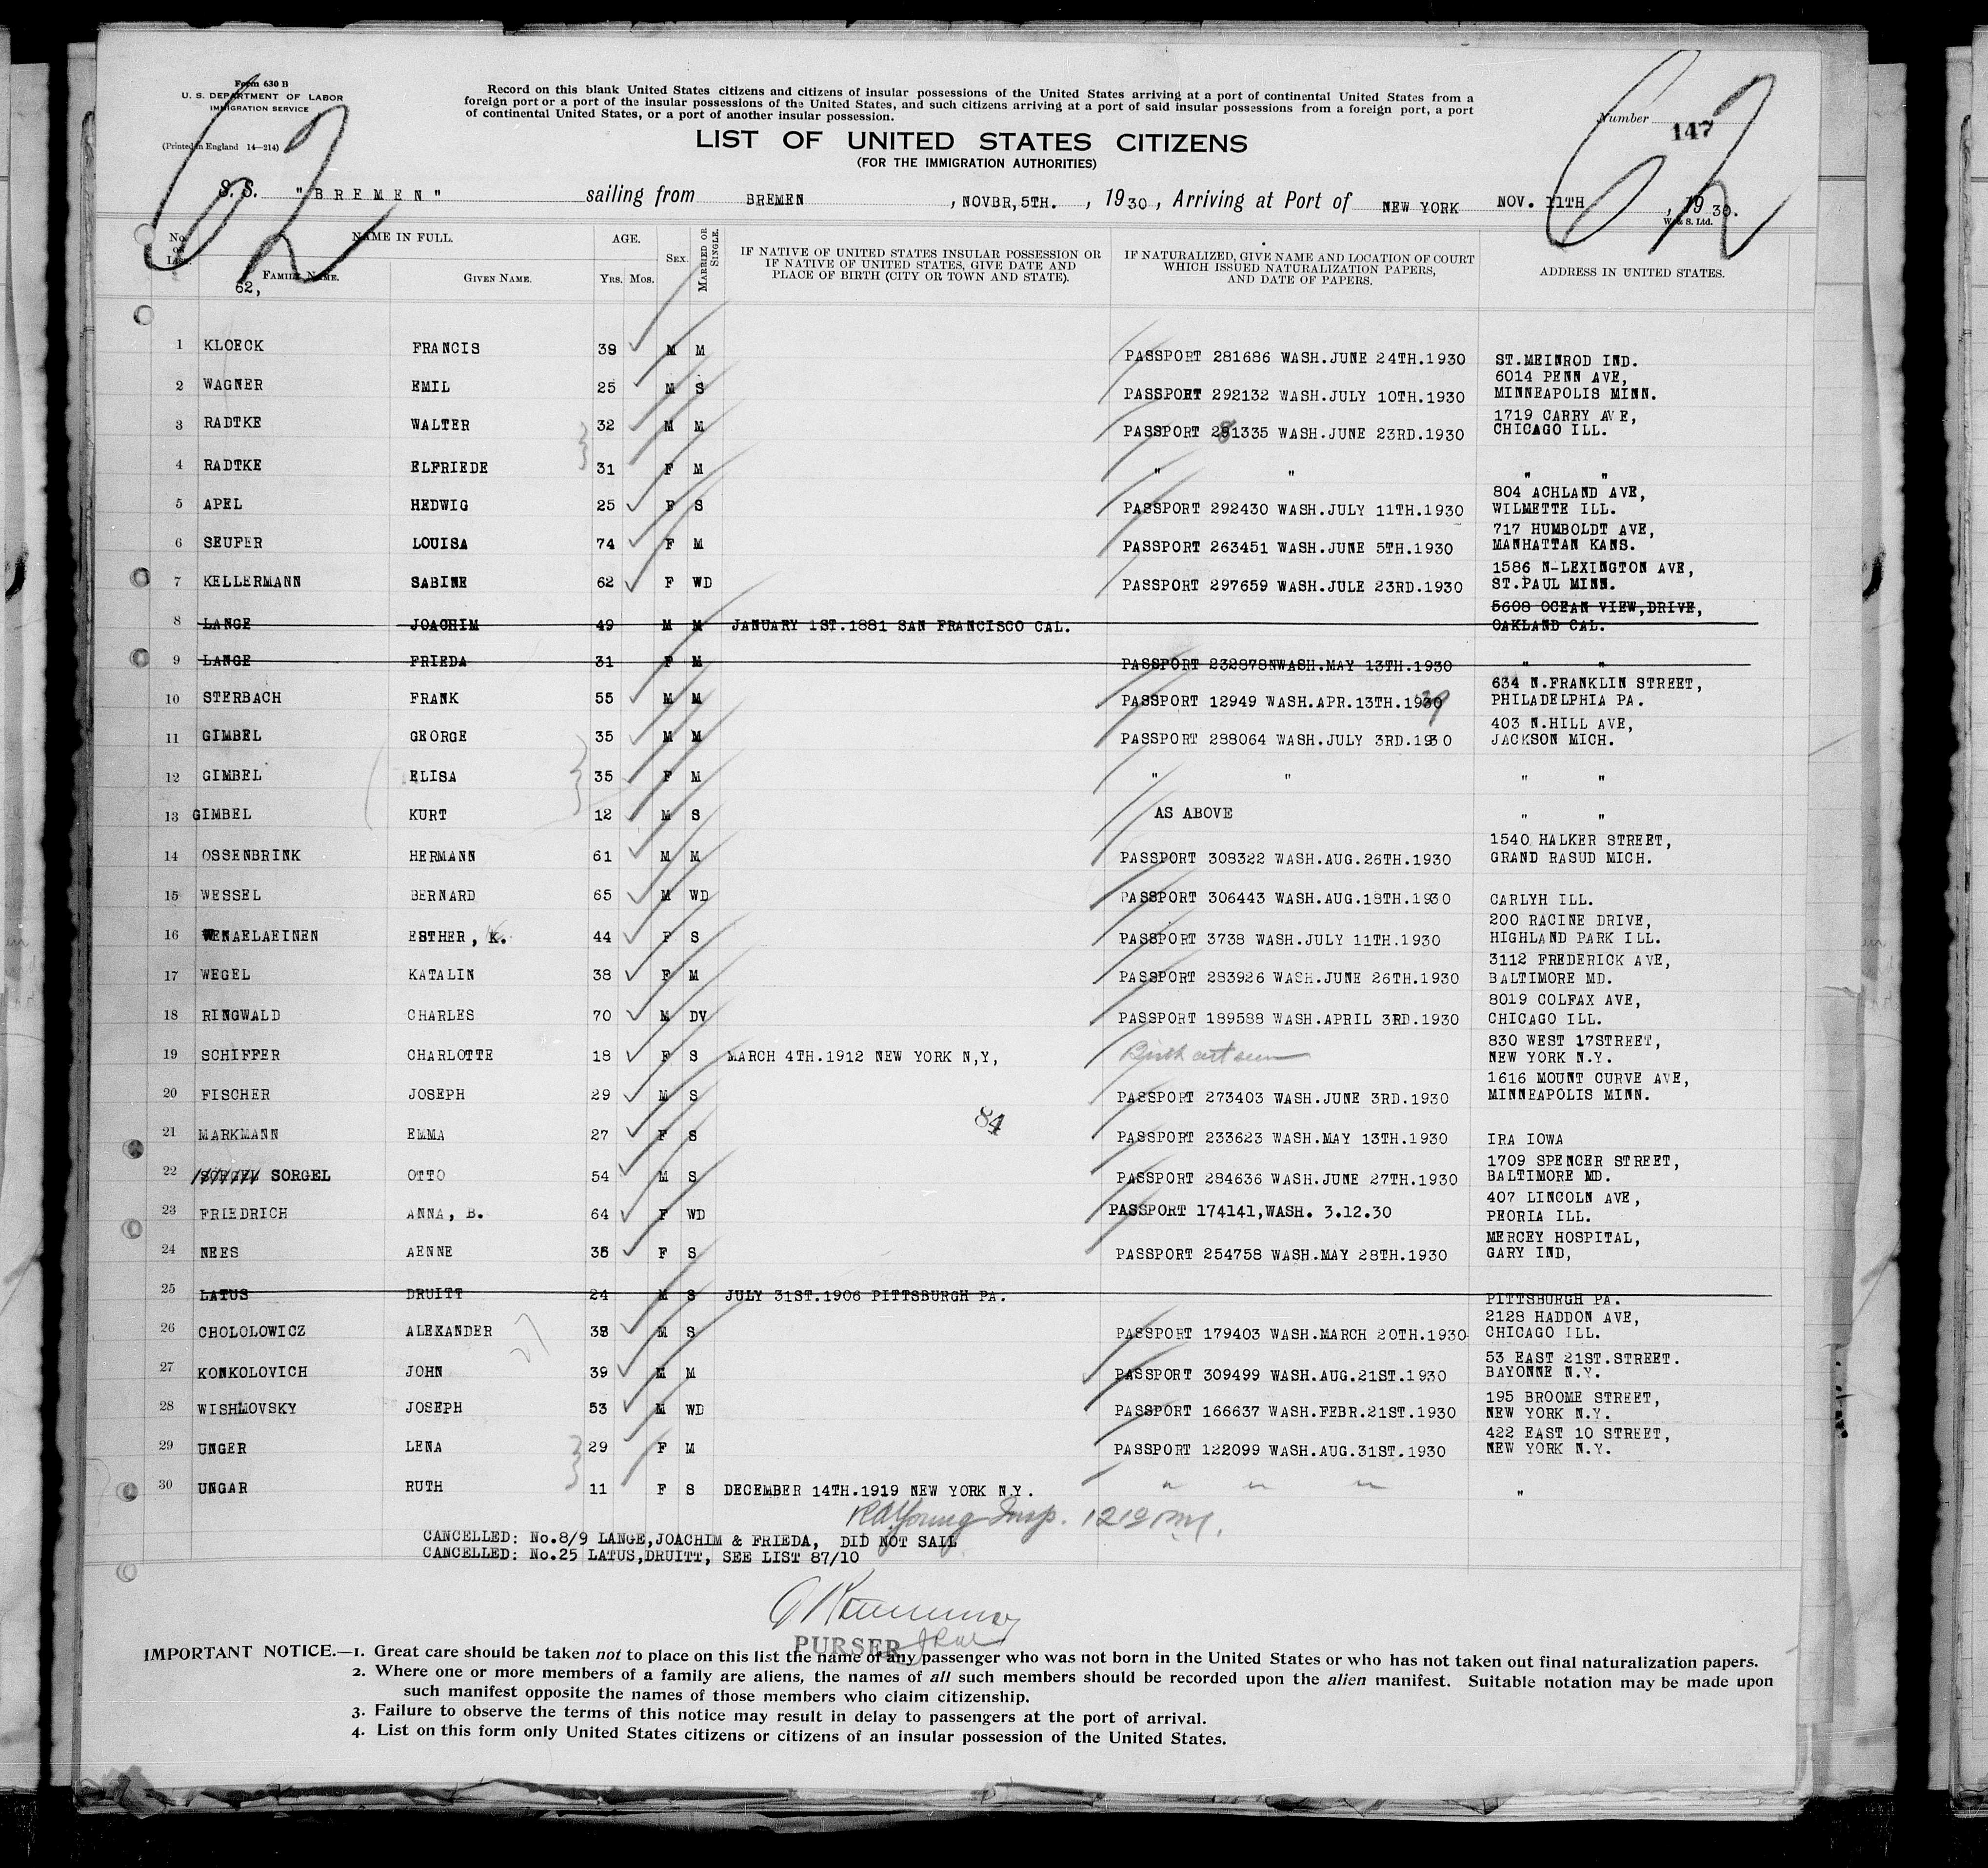 Form 630 B
U. S. DEPARTMENT OF LABOR
IMMIGRATION SERVICE
(Printed in England 14—214)
62
62
Record on this blank United States citizens and citizens of insular possessions of the United States arriving at a port of continental United States from a
foreign port or a port of the insular possessions of the United States, and such citizens arriving at a port of said insular possessions from a foreign port, a port
of continental United States, or a port of another insular possession.
Number 147
LIST OF UNITED STATES CITIZENS
(FOR THE IMMIGRATION AUTHORITIES)
S. S. "BREMEN" sailing from BREMEN, NOVBR,5TH., 1930, Arriving at Port of NEW YORK NOV. 11TH, 1930.
W. & S. Ltd.
No. on List. NAME IN FULL. FAMILY NAME. GIVEN NAME. AGE. Yrs. Mos. SEX. MARRIED OR SINGLE. IF NATIVE OF UNITED STATES INSULAR POSSESSION OR IF NATIVE OF UNITED STATES, GIVE DATE AND PLACE OF BIRTH (CITY OR TOWN AND STATE). IF NATURALIZED, GIVE NAME AND LOCATION OF COURT WHICH ISSUED NATURALIZATION PAPERS, AND DATE OF PAPERS. ADDRESS IN UNITED STATES.
62,
1 KLOECK FRANCIS 39 M M PASSPORT 281686 WASH.JUNE 24TH.1930 ST.MEINROD IND.
2 WAGNER EMIL 25 M S PASSPORT 292132 WASH.JULY 10TH.1930 6014 PENN AVE, MINNEAPOLIS MINN.
3 RADTKE WALTER 32 M M PASSPORT 281335 WASH.JUNE 23RD.1930 1719 CARRY AVE, CHICAGO ILL.
4 RADTKE ELFRIEDE 31 F M " " " "
5 APEL HEDWIG 25 F S PASSPORT 292430 WASH.JULY 11TH.1930 804 ACHLAND AVE, WILMETTE ILL.
6 SEUFER LOUISA 74 F M PASSPORT 263451 WASH.JUNE 5TH.1930 717 HUMBOLDT AVE, MANHATTAN KANS.
7 KELLERMANN SABINE 62 F WD PASSPORT 297659 WASH.JULE 23RD.1930 1586 N-LEXINGTON AVE, ST.PAUL MINN.
8 LANGE JOACHIM 49 M M JANUARY 1ST.1881 SAN FRANCISCO CAL. 5608 OCEAN VIEW,DRIVE, OAKLAND CAL.
9 LANGE FRIEDA 31 F M PASSPORT 232878NWASH.MAY 13TH.1930 " "
10 STERBACH FRANK 55 M M PASSPORT 12949 WASH.APR.13TH.1930 634 N.FRANKLIN STREET, PHILADELPHIA PA.
11 GIMBEL GEORGE 35 M M PASSPORT 288064 WASH.JULY 3RD.1930 403 N.HILL AVE, JACKSON MICH.
12 GIMBEL ELISA 35 F M " " " "
13 GIMBEL KURT 12 M S AS ABOVE " "
14 OSSENBRINK HERMANN 61 M M PASSPORT 308322 WASH.AUG.26TH.1930 1540 HALKER STREET, GRAND RASUD MICH.
15 WESSEL BERNARD 65 M WD PASSPORT 306443 WASH.AUG.18TH.1930 CARLYH ILL.
16 WENAELAEINEN ESTHER, K. 44 F S PASSPORT 3738 WASH.JULY 11TH.1930 200 RACINE DRIVE, HIGHLAND PARK ILL.
17 WEGEL KATALIN 38 F M PASSPORT 283926 WASH.JUNE 26TH.1930 3112 FREDERICK AVE, BALTIMORE MD.
18 RINGWALD CHARLES 70 M DV PASSPORT 189588 WASH.APRIL 3RD.1930 8019 COLFAX AVE, CHICAGO ILL.
19 SCHIFFER CHARLOTTE 18 F S MARCH 4TH.1912 NEW YORK N,Y, Birth cert seen 830 WEST 17STREET, NEW YORK N.Y.
20 FISCHER JOSEPH 29 M S PASSPORT 273403 WASH.JUNE 3RD.1930 1616 MOUNT CURVE AVE, MINNEAPOLIS MINN.
84
21 MARKMANN EMMA 27 F S PASSPORT 233623 WASH.MAY 13TH.1930 IRA IOWA
22 SORGEL SORGEL OTTO 54 M S PASSPORT 284636 WASH.JUNE 27TH.1930 1709 SPENCER STREET, BALTIMORE MD.
23 FRIEDRICH ANNA, B. 64 F WD PASSPORT 174141,WASH. 3.12.30 407 LINCOLN AVE, PEORIA ILL.
24 NEES AENNE 36 F S PASSPORT 254758 WASH.MAY 28TH.1930 MERCEY HOSPITAL, GARY IND,
25 LATUS DRUITT 24 M S JULY 31ST.1906 PITTSBURGH PA. PITTSBURGH PA.
26 CHOLOLOWICZ ALEXANDER 38 M S PASSPORT 179403 WASH.MARCH 20TH.1930 2128 HADDON AVE, CHICAGO ILL.
27 KONKOLOVICH JOHN 39 M M PASSPORT 309499 WASH.AUG.21ST.1930 53 EAST 21ST.STREET. BAYONNE N.Y.
28 WISHMOVSKY JOSEPH 53 M WD PASSPORT 166637 WASH.FEBR.21ST.1930 195 BROOME STREET, NEW YORK N.Y.
29 UNGER LENA 29 F M PASSPORT 122099 WASH.AUG.31ST.1930 422 EAST 10 STREET, NEW YORK N.Y.
30 UNGAR RUTH 11 F S DECEMBER 14TH.1919 NEW YORK N.Y. " " " "
Young Insp. 1212 PM.
CANCELLED: No.8/9 LANGE,JOACHIM & FRIEDA, DID NOT SAIL
CANCELLED: No.25 LATUS,DRUITT, SEE LIST 87/10
PURSER
IMPORTANT NOTICE.—1. Great care should be taken not to place on this list the name of any passenger who was not born in the United States or who has not taken out final naturalization papers.
2. Where one or more members of a family are aliens, the names of all such members should be recorded upon the alien manifest. Suitable notation may be made upon
such manifest opposite the names of those members who claim citizenship.
3. Failure to observe the terms of this notice may result in delay to passengers at the port of arrival.
4. List on this form only United States citizens or citizens of an insular possession of the United States.